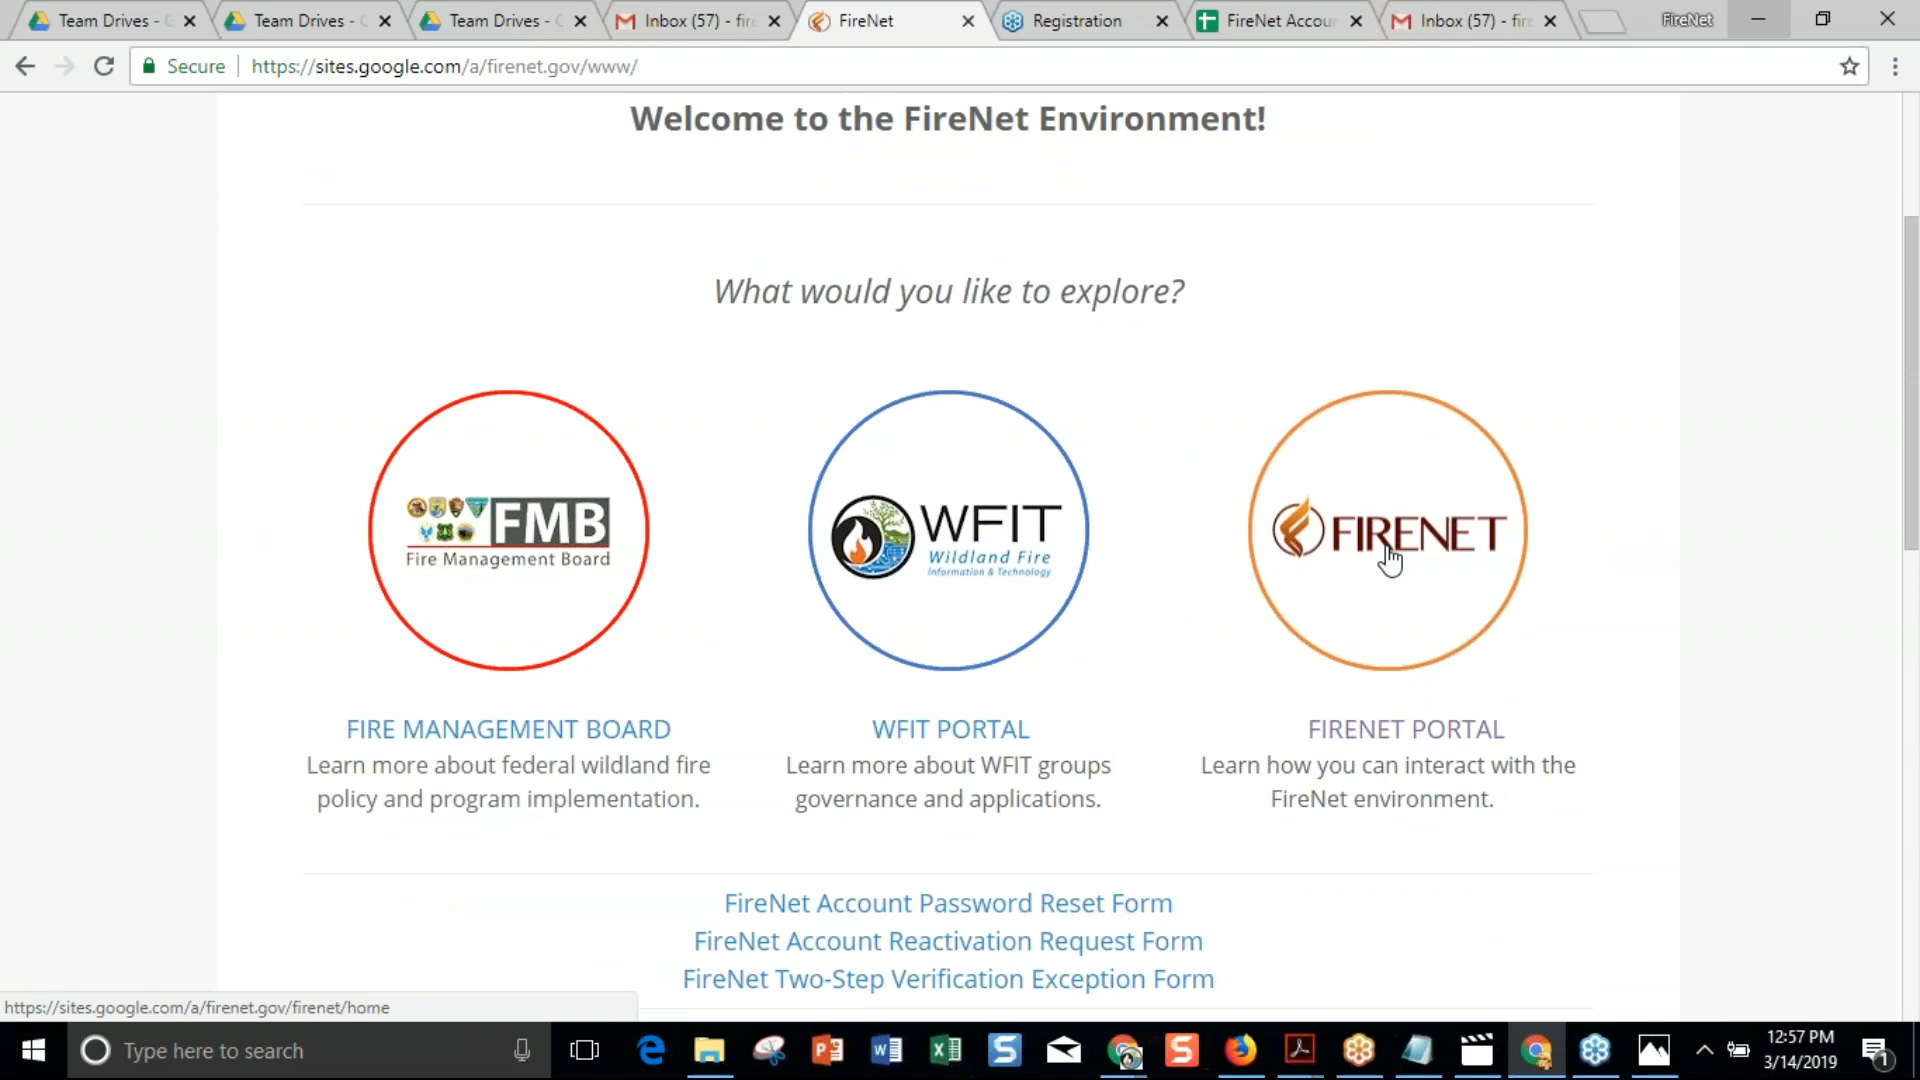 Team Drives - G
Team Drives - G
Team Drives - G
Inbox (57) - fire
FireNet
Registration
FireNet Accoun
Inbox (57) - fire
FireNet
Secure
https://sites.google.com/a/firenet.gov/www/
Welcome to the FireNet Environment!
What would you like to explore?
FMB
Fire Management Board
WFIT
Wildland Fire
Information & Technology
FIRENET
FIRE MANAGEMENT BOARD
Learn more about federal wildland fire
policy and program implementation.
WFIT PORTAL
Learn more about WFIT groups
governance and applications.
FIRENET PORTAL
Learn how you can interact with the
FireNet environment.
FireNet Account Password Reset Form
FireNet Account Reactivation Request Form
FireNet Two-Step Verification Exception Form
https://sites.google.com/a/firenet.gov/firenet/home
Type here to search
12:57 PM
3/14/2019
1